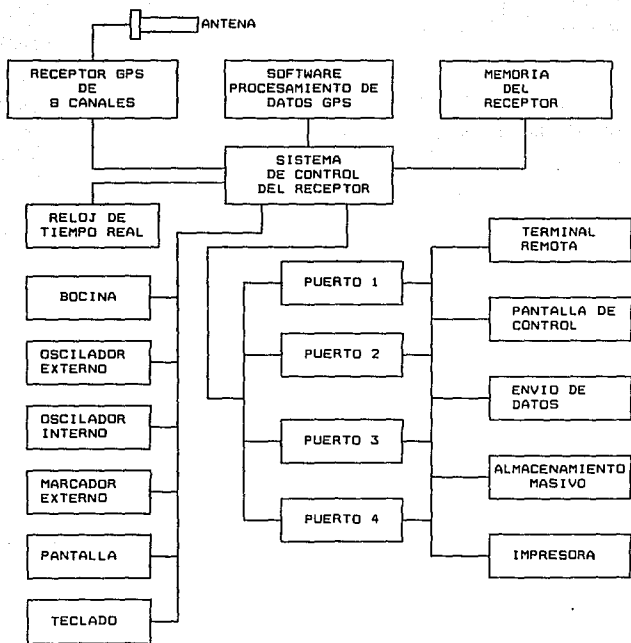 ANTENA
RECEPTOR GPS
DE
8 CANALES
SOFTWARE
PROCESAMIENTO DE
DATOS GPS
MEMORIA
DEL
RECEPTOR
SISTEMA
DE CONTROL
DEL RECEPTOR
RELOJ DE
TIEMPO REAL
BOCINA
OSCILADOR
EXTERNO
OSCILADOR
INTERNO
MARCADOR
EXTERNO
PANTALLA
TECLADO
PUERTO 1
PUERTO 2
PUERTO 3
PUERTO 4
TERMINAL
REMOTA
PANTALLA DE
CONTROL
ENVIO DE
DATOS
ALMACENAMIENTO
MASIVO
IMPRESORA